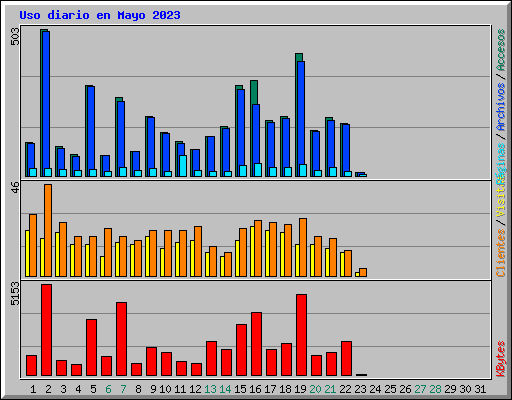 Uso diario en Mayo 2023
503
46
5153
Accesos / Archivos / Páginas
Clientes / Visitas
KBytes
1 2 3 4 5 6 7 8 9 10 11 12 13 14 15 16 17 18 19 20 21 22 23 24 25 26 27 28 29 30 31